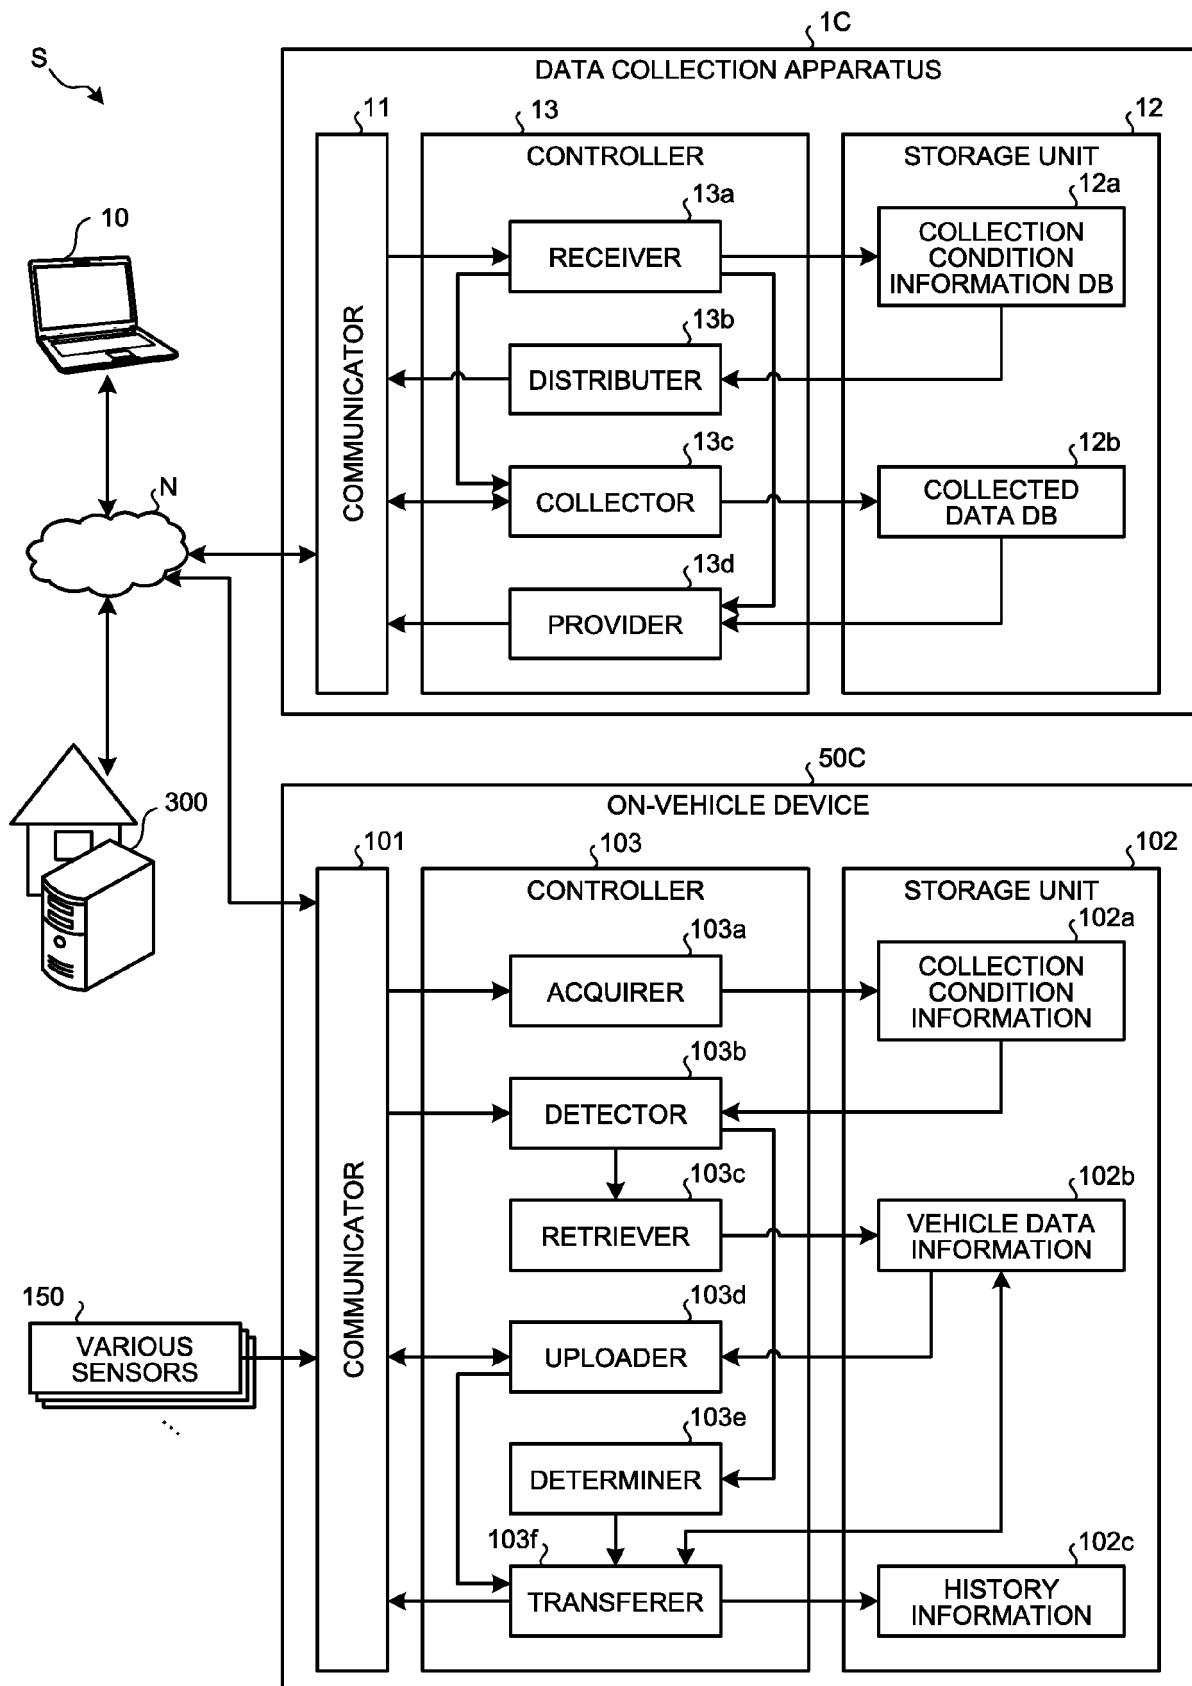 S
1C
DATA COLLECTION APPARATUS
11
13
12
COMMUNICATOR
CONTROLLER
STORAGE UNIT
13a
RECEIVER
12a
COLLECTION
CONDITION
INFORMATION DB
10
13b
DISTRIBUTER
13c
COLLECTOR
12b
COLLECTED
DATA DB
N
13d
PROVIDER
300
50C
ON-VEHICLE DEVICE
101
103
102
COMMUNICATOR
CONTROLLER
STORAGE UNIT
103a
ACQUIRER
102a
COLLECTION
CONDITION
INFORMATION
103b
DETECTOR
103c
RETRIEVER
102b
VEHICLE DATA
INFORMATION
150
VARIOUS
SENSORS
...
103d
UPLOADER
103e
DETERMINER
103f
TRANSFERER
102c
HISTORY
INFORMATION